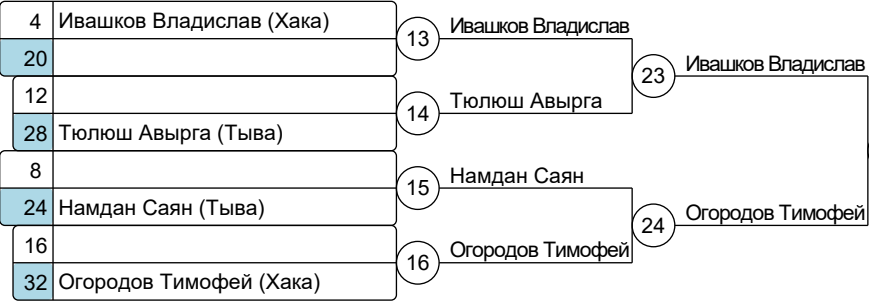 4 Ивашков Владислав (Хака)
20
12
28 Тюлюш Авырга (Тыва)
8
24 Намдан Саян (Тыва)
16
32 Огородов Тимофей (Хака)
13 Ивашков Владислав
14 Тюлюш Авырга
15 Намдан Саян
16 Огородов Тимофей
23 Ивашков Владислав
24 Огородов Тимофей